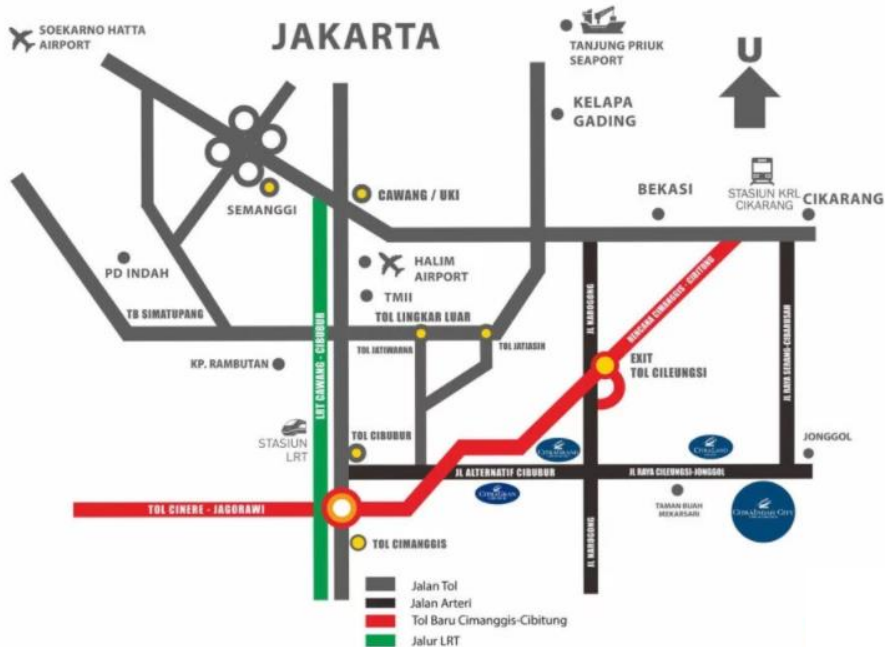 SOEKARNO HATTA
AIRPORT
JAKARTA
TANJUNG PRIUK
SEAPORT
U
KELAPA
GADING
STASIUN KRL
CIKARANG
CIKARANG
BEKASI
CAWANG / UKI
SEMANGGI
PD INDAH
HALIM
AIRPORT
TMII
TB SIMATUPANG
TOL LINGKAR LUAR
TOL JATIWARNA
TOL JATIASIH
KP. RAMBUTAN
LRT CAWANG - CIBUBUR
JL NAROGONG
RENCANA CIMANGGIS - CIBITUNG
JL RAYA SERANG-CIBARUSAH
EXIT
TOL CILEUNGSI
STASIUN
LRT
TOL CIBUBUR
JONGGOL
JL ALTERNATIF CIBUBUR
JL RAYA CILEUNGSI-JONGGOL
TOL CINERE - JAGORAWI
CITRAGRAN
TAMAN BUAH
MEKARSARI
CITRAINDAH CITY
JL NAROGONG
TOL CIMANGGIS
Jalan Tol
Jalan Arteri
Tol Baru Cimanggis-Cibitung
Jalur LRT